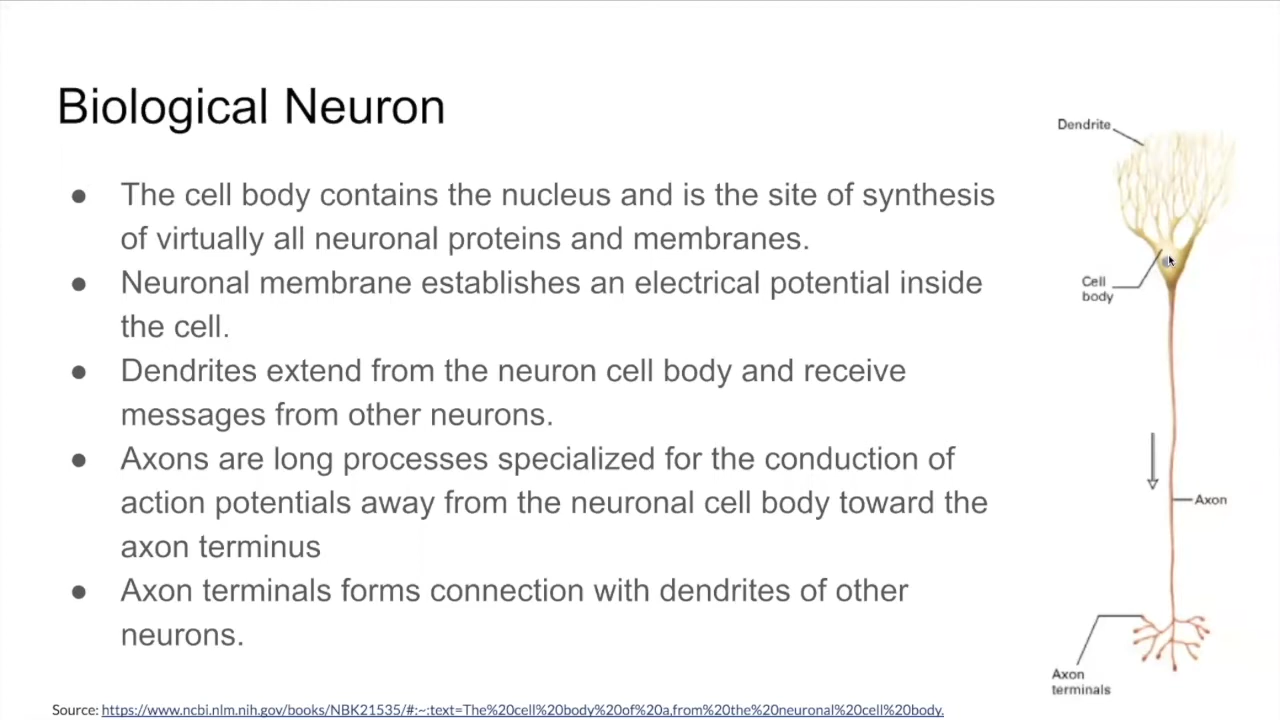 Biological Neuron
● The cell body contains the nucleus and is the site of synthesis
of virtually all neuronal proteins and membranes.
● Neuronal membrane establishes an electrical potential inside
the cell.
● Dendrites extend from the neuron cell body and receive
messages from other neurons.
● Axons are long processes specialized for the conduction of
action potentials away from the neuronal cell body toward the
axon terminus
● Axon terminals forms connection with dendrites of other
neurons.
Source: https://www.ncbi.nlm.nih.gov/books/NBK21535/#:~:text=The%20cell%20body%20of%20a,from%20the%20neuronal%20cell%20body.
Dendrite
Cell
body
Axon
Axon
terminals